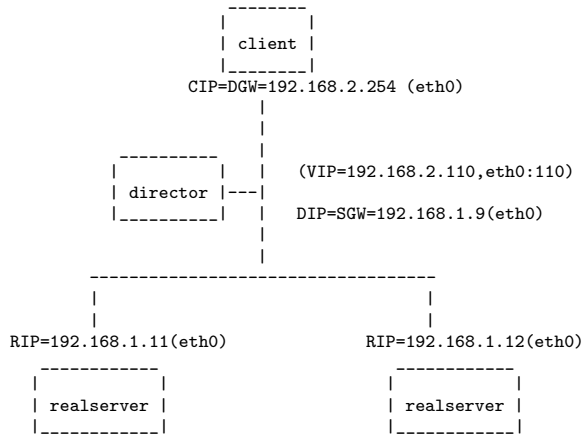 client
CIP=DGW=192.168.2.254 (eth0)
(VIP=192.168.2.110,eth0:110)
director
DIP=SGW=192.168.1.9(eth0)
RIP=192.168.1.11(eth0) RIP=192.168.1.12(eth0)
realserver realserver